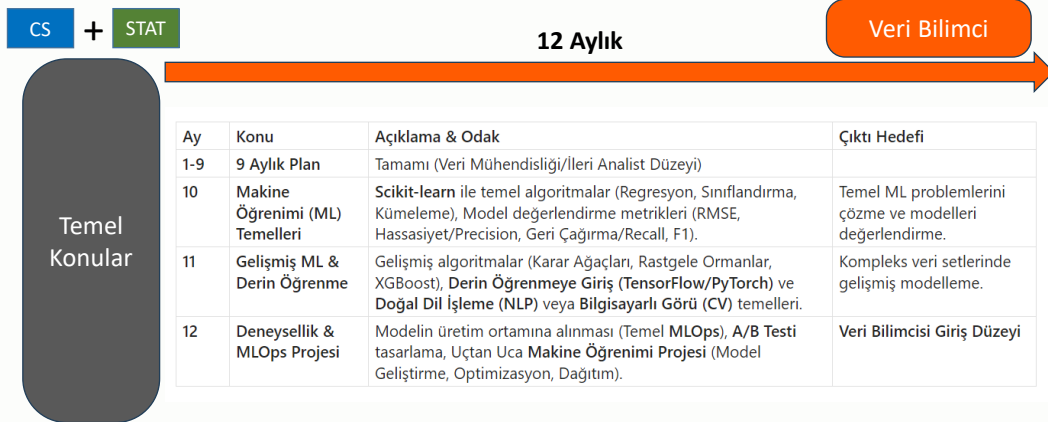 CS + STAT
12 Aylık
Veri Bilimci
Temel
Konular
Ay Konu Açıklama & Odak Çıktı Hedefi
1-9 9 Aylık Plan Tamamı (Veri Mühendisliği/İleri Analist Düzeyi)
10 Makine Scikit-learn ile temel algoritmalar (Regresyon, Sınıflandırma, Temel ML problemlerini
Öğrenimi (ML) Kümeleme), Model değerlendirme metrikleri (RMSE, çözme ve modelleri
Temelleri Hassasiyet/Precision, Geri Çağırma/Recall, F1). değerlendirme.
11 Gelişmiş ML & Gelişmiş algoritmalar (Karar Ağaçları, Rastgele Ormanlar, Kompleks veri setlerinde
Derin Öğrenme XGBoost), Derin Öğrenmeye Giriş (TensorFlow/PyTorch) ve gelişmiş modelleme.
Doğal Dil İşleme (NLP) veya Bilgisayarlı Görü (CV) temelleri.
12 Deneysellik & Modelin üretim ortamına alınması (Temel MLOps), A/B Testi Veri Bilimcisi Giriş Düzeyi
MLOps Projesi tasarlama, Uçtan Uca Makine Öğrenimi Projesi (Model
Geliştirme, Optimizasyon, Dağıtım).